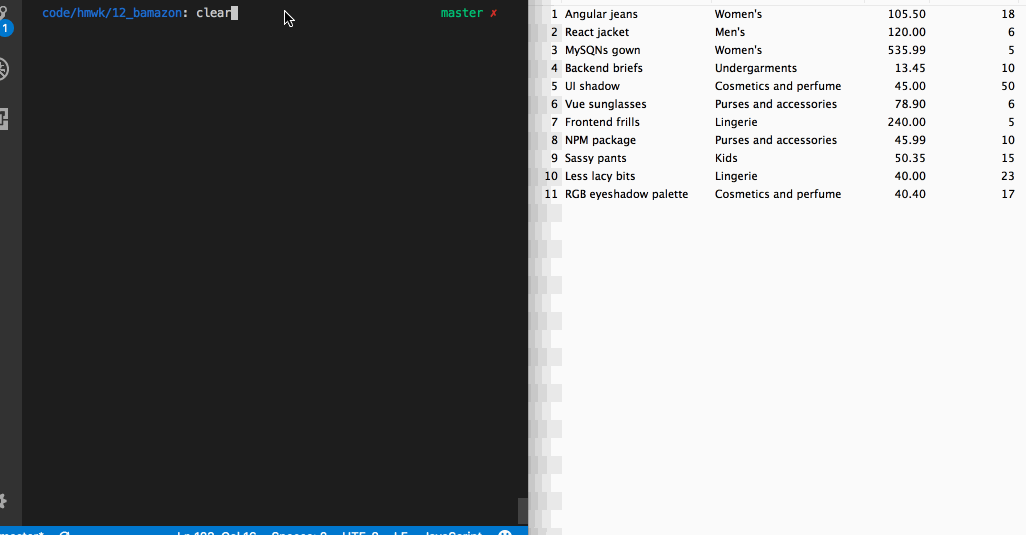 code/hmwk/12_bamazon: clear master ✗
1
1 Angular jeans Women's 105.50 18
2 React jacket Men's 120.00 6
3 MySQNs gown Women's 535.99 5
4 Backend briefs Undergarments 13.45 10
5 UI shadow Cosmetics and perfume 45.00 50
6 Vue sunglasses Purses and accessories 78.90 6
7 Frontend frills Lingerie 240.00 5
8 NPM package Purses and accessories 45.99 10
9 Sassy pants Kids 50.35 15
10 Less lacy bits Lingerie 40.00 23
11 RGB eyeshadow palette Cosmetics and perfume 40.40 17